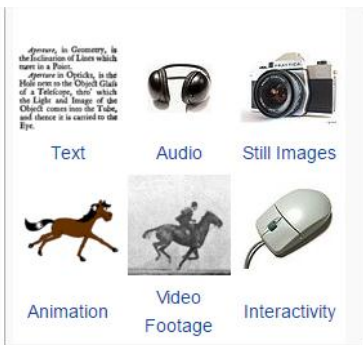 Aperture, in Geometry, is
the Inclination of Lines which
meet in a Point.
Aperture in Opticks, is the
Hole next to the Object Glass
of a Telescope, thro' which
the Light and Image of the
Object comes into the Tube,
and thence it is carried to the
Eye.
Text
Audio
Still Images
Animation
Video
Footage
Interactivity